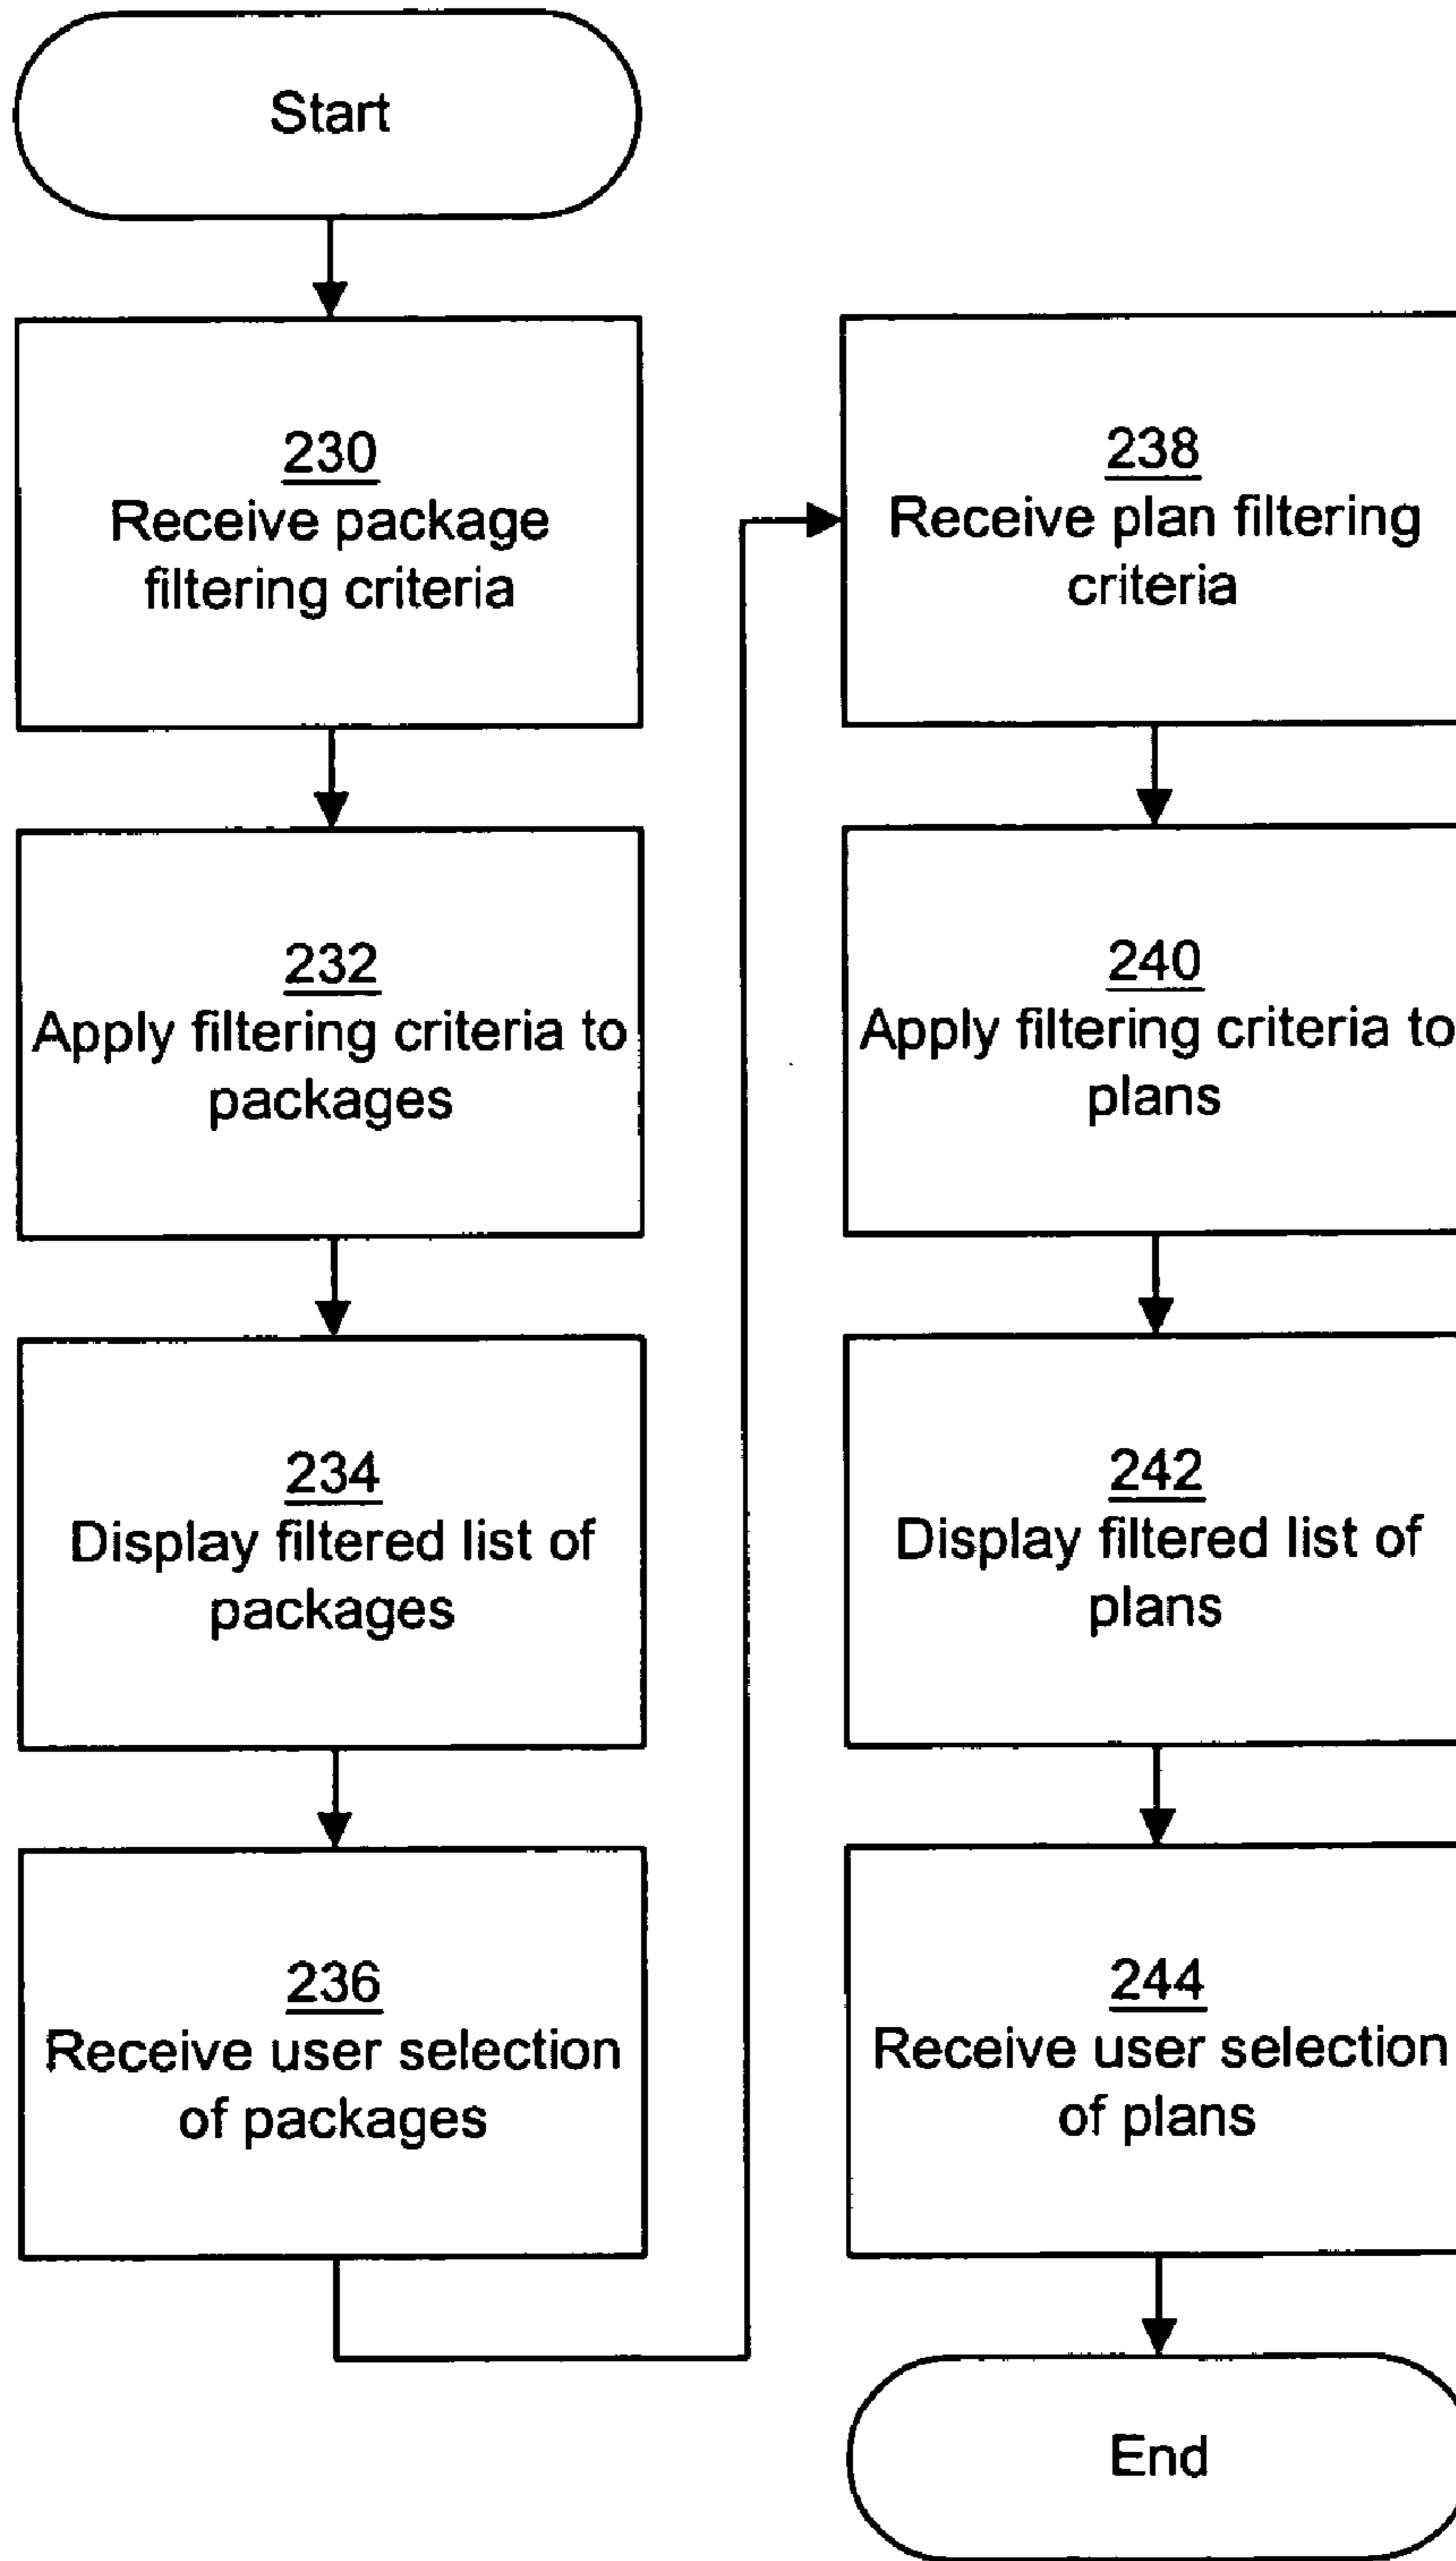 Start
230
Receive package
filtering criteria
232
Apply filtering criteria to
packages
234
Display filtered list of
packages
236
Receive user selection
of packages
238
Receive plan filtering
criteria
240
Apply filtering criteria to
plans
242
Display filtered list of
plans
244
Receive user selection
of plans
End